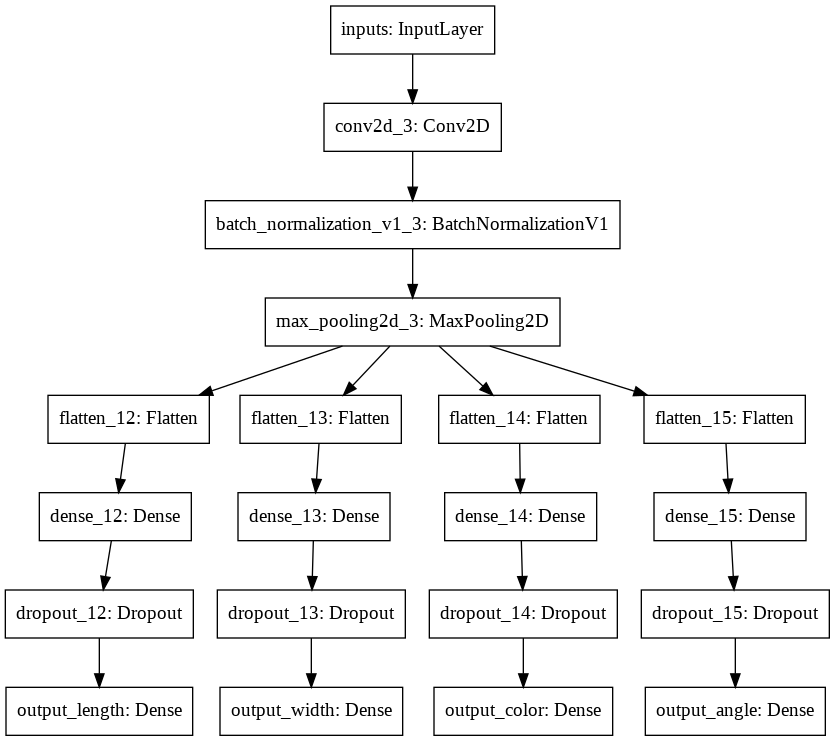 inputs: InputLayer
conv2d_3: Conv2D
batch_normalization_v1_3: BatchNormalizationV1
max_pooling2d_3: MaxPooling2D
flatten_12: Flatten
flatten_13: Flatten
flatten_14: Flatten
flatten_15: Flatten
dense_12: Dense
dense_13: Dense
dense_14: Dense
dense_15: Dense
dropout_12: Dropout
dropout_13: Dropout
dropout_14: Dropout
dropout_15: Dropout
output_length: Dense
output_width: Dense
output_color: Dense
output_angle: Dense